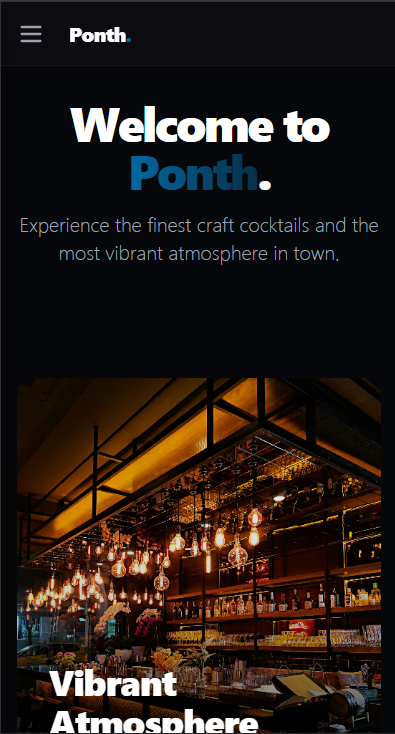 Ponth.
Welcome to
Ponth.
Experience the finest craft cocktails and the
most vibrant atmosphere in town.
Vibrant
Atmosphere